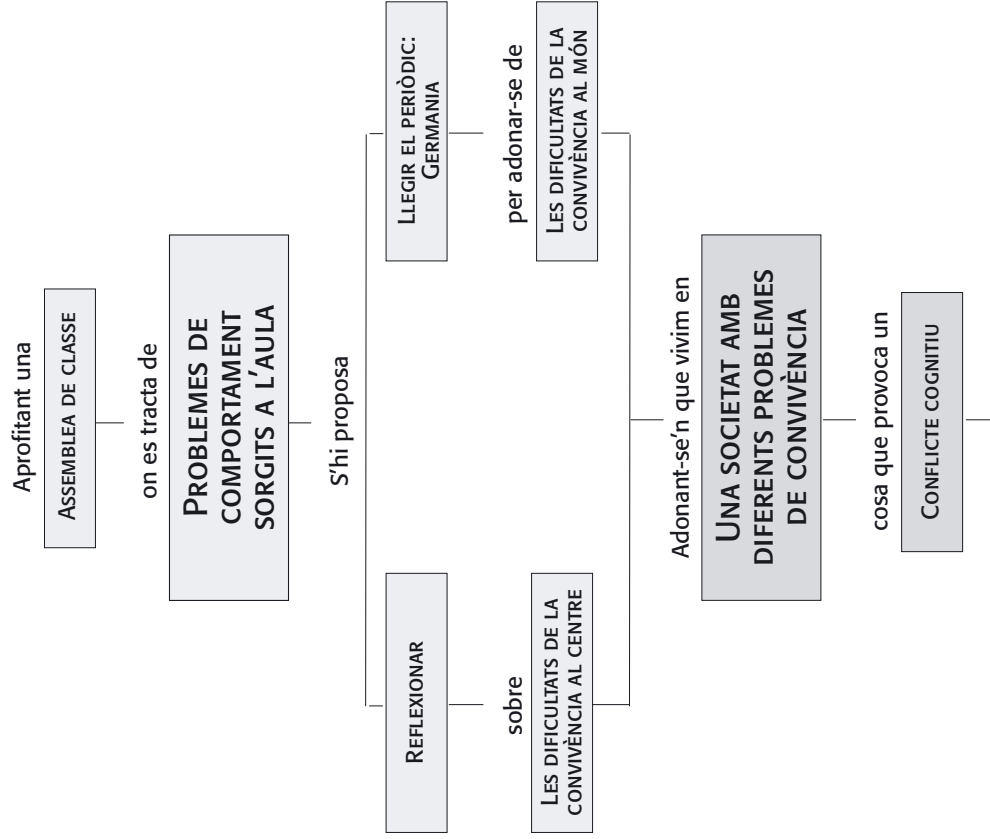 Aprofitant una
ASSEMBLEA DE CLASSE
on es tracta de
PROBLEMES DE
COMPORTAMENT
SORGITS A L'AULA
S'hi proposa
REFLEXIONAR
sobre
LES DIFICULTATS DE LA
CONVIVÈNCIA AL CENTRE
LLEGIR EL PERIÒDIC:
GERMANIA
per adonar-se de
LES DIFICULTATS DE LA
CONVIVÈNCIA AL MÓN
Adonant-se'n que vivim en
UNA SOCIETAT AMB
DIFERENTS PROBLEMES
DE CONVIVÈNCIA
cosa que provoca un
CONFLICTE COGNITIU